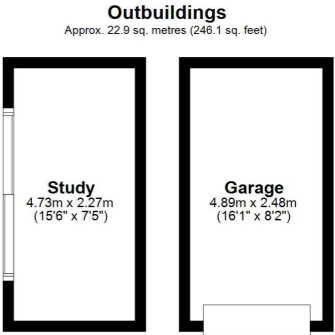 Outbuildings
Approx. 22.9 sq. metres (246.1 sq. feet)
Study
4.73m x 2.27m
(15'6" x 7'5")
Garage
4.89m x 2.48m
(16'1" x 8'2")